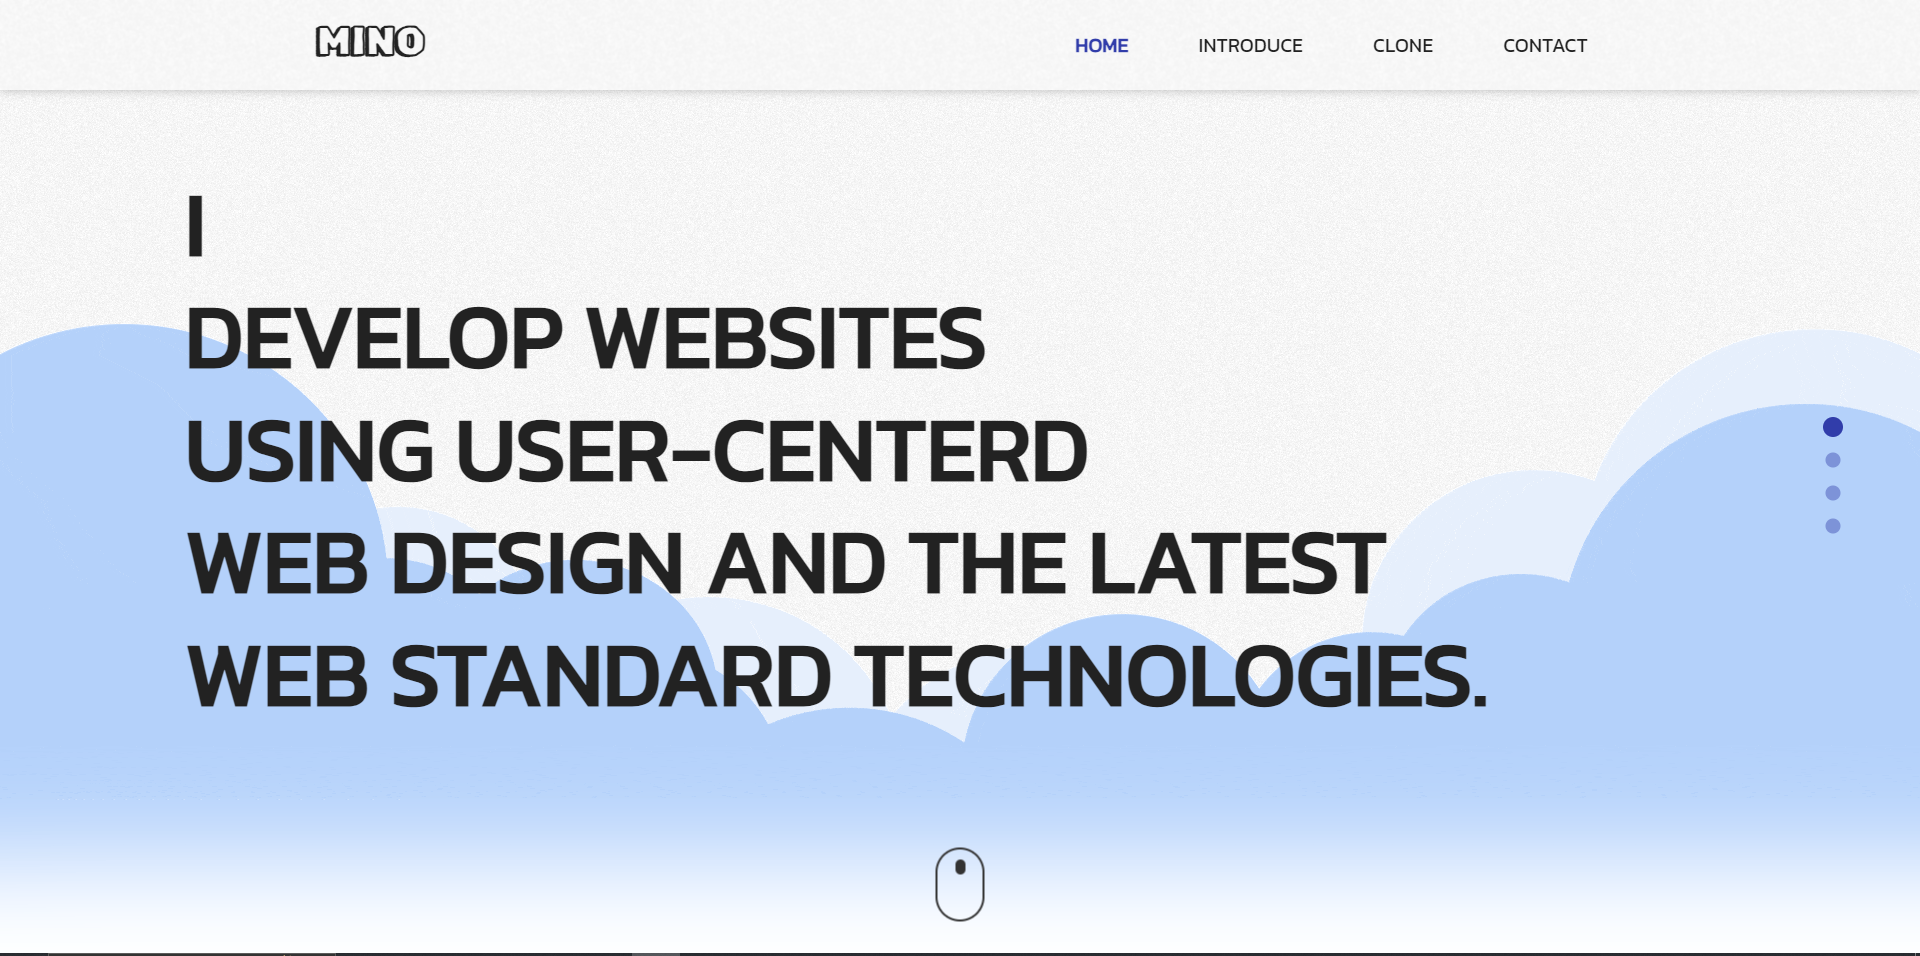 MINO
HOME INTRODUCE CLONE CONTACT
I
DEVELOP WEBSITES
USING USER-CENTERD
WEB DESIGN AND THE LATEST
WEB STANDARD TECHNOLOGIES.